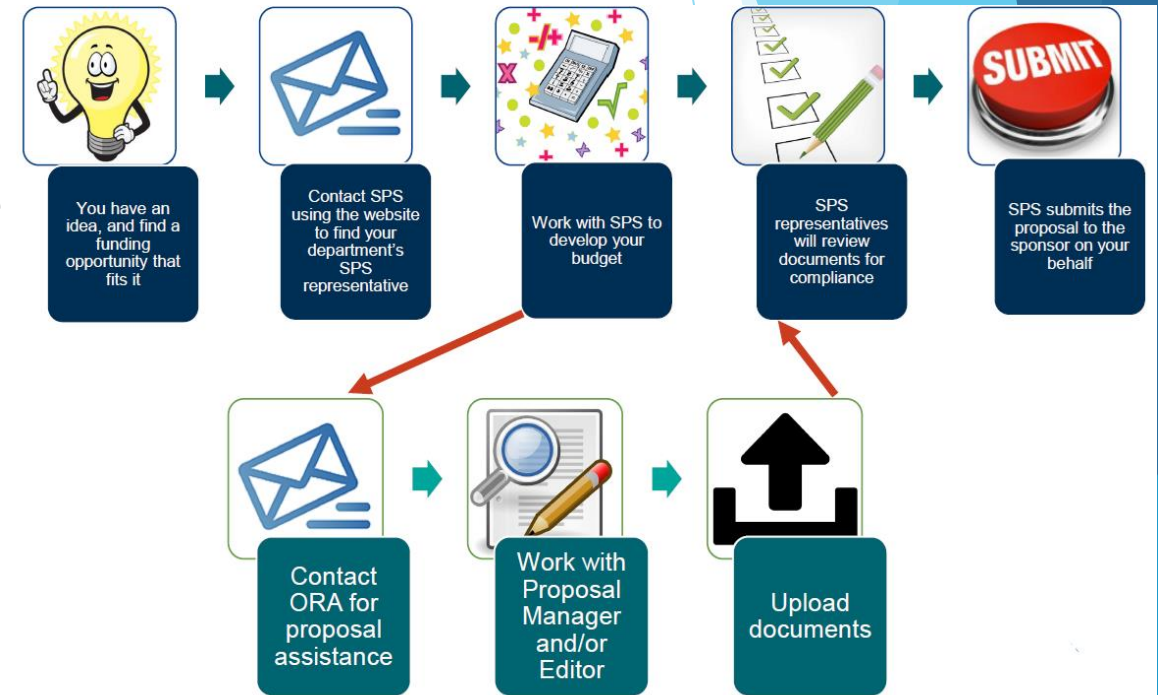 You have an
idea, and find a
funding
opportunity that
fits it
Contact SPS
using the website
to find your
department's
SPS
representative
-/+
+
X
√
+
+
Work with SPS to
develop your
budget
SPS
representatives
will review
documents for
compliance
SUBMIT
SPS submits the
proposal to the
sponsor on your
behalf
Contact
ORA for
proposal
assistance
Work with
Proposal
Manager
and/or
Editor
Upload
documents